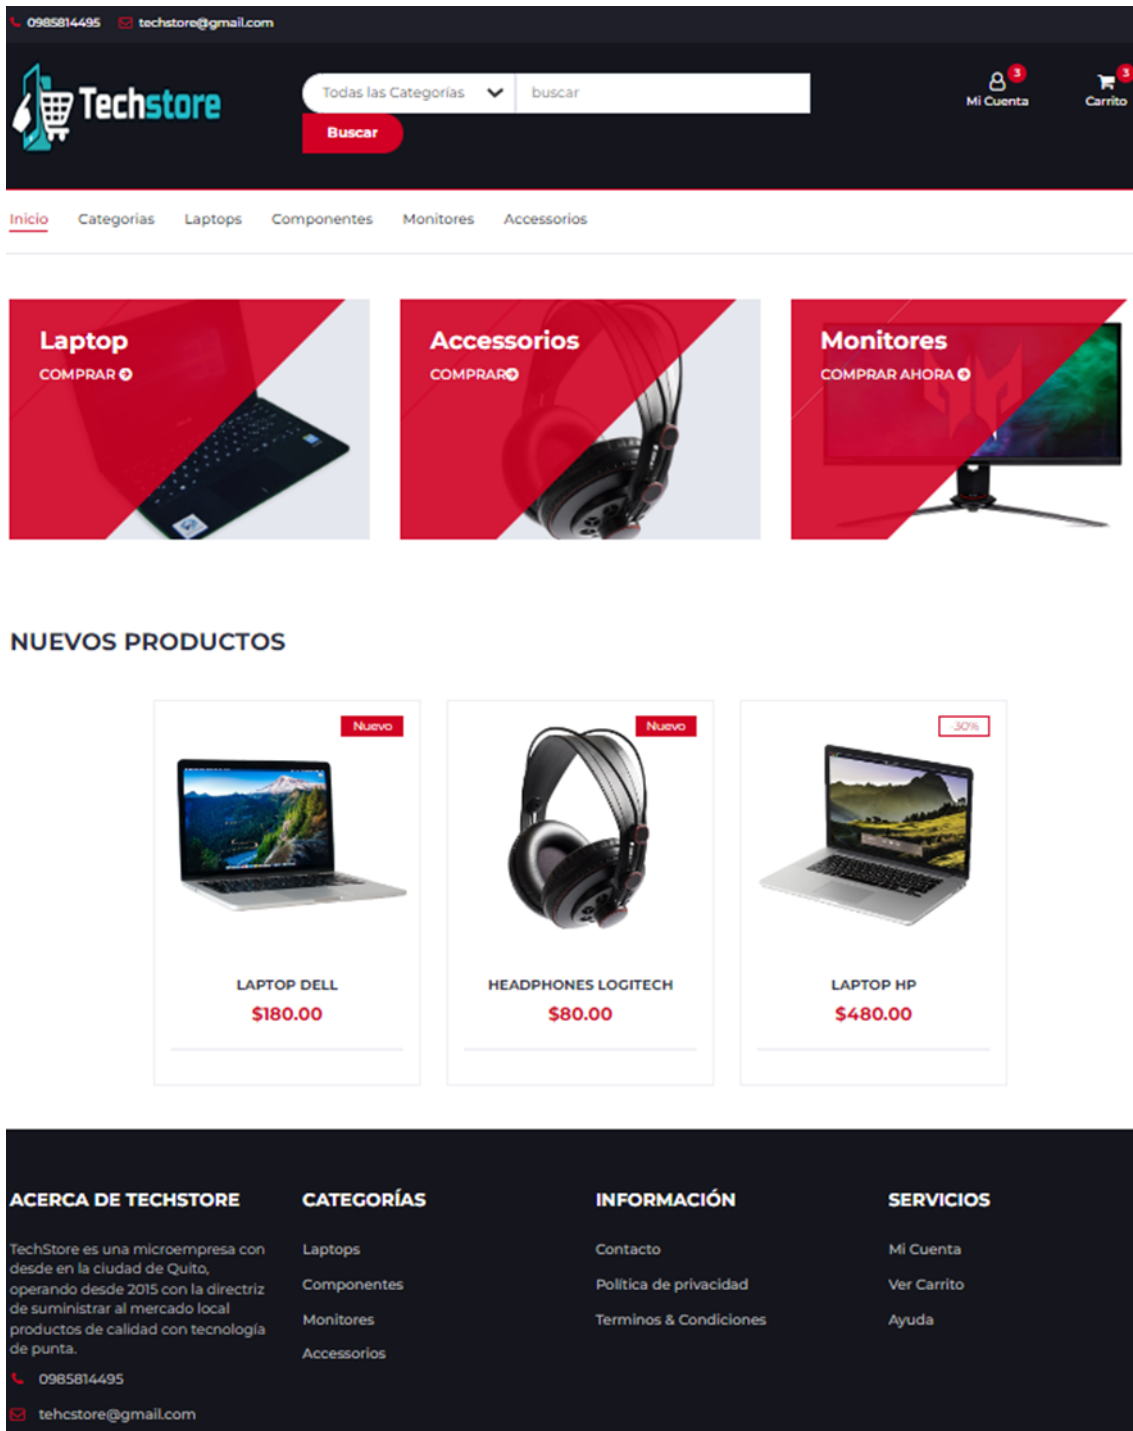 0985814495 techstore@gmail.com
Techstore
Todas las Categorías buscar
Buscar
3
Mi Cuenta
3
Carrito
Inicio Categorias Laptops Componentes Monitores Accessorios
Laptop
COMPRAR
Accessorios
COMPRAR
Monitores
COMPRAR AHORA
NUEVOS PRODUCTOS
Nuevo
LAPTOP DELL
$180.00
Nuevo
HEADPHONES LOGITECH
$80.00
-30%
LAPTOP HP
$480.00
ACERCA DE TECHSTORE
TechStore es una microempresa con
desde en la ciudad de Quito,
operando desde 2015 con la directriz
de suministrar al mercado local
productos de calidad con tecnología
de punta.
0985814495
tehcstore@gmail.com
CATEGORÍAS
Laptops
Componentes
Monitores
Accessorios
INFORMACIÓN
Contacto
Política de privacidad
Terminos & Condiciones
SERVICIOS
Mi Cuenta
Ver Carrito
Ayuda